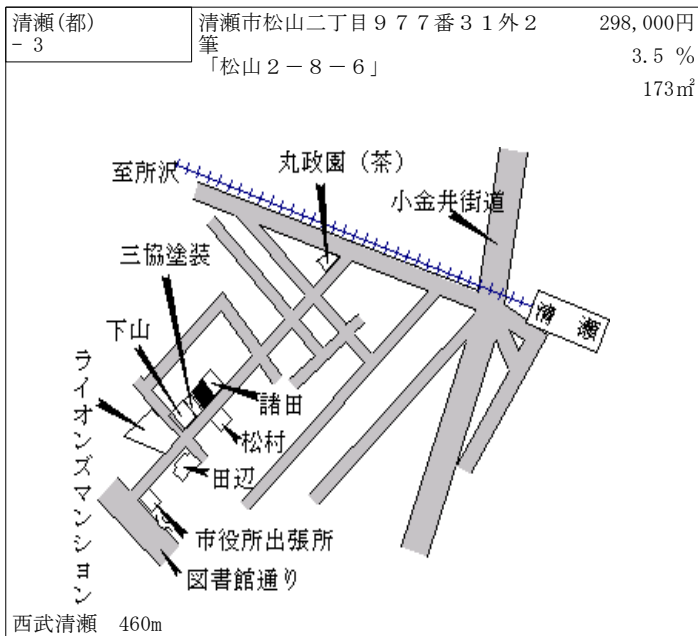 清瀬(都)
- 3
清瀬市松山二丁目９７７番３１外２
筆
「松山２－８－６」
298,000円
3.5 %
173㎡
丸政園（茶）
至所沢
小金井街道
三協塗装
清瀬
下山
ライオンズマンション
諸田
松村
田辺
市役所出張所
図書館通り
西武清瀬 460m